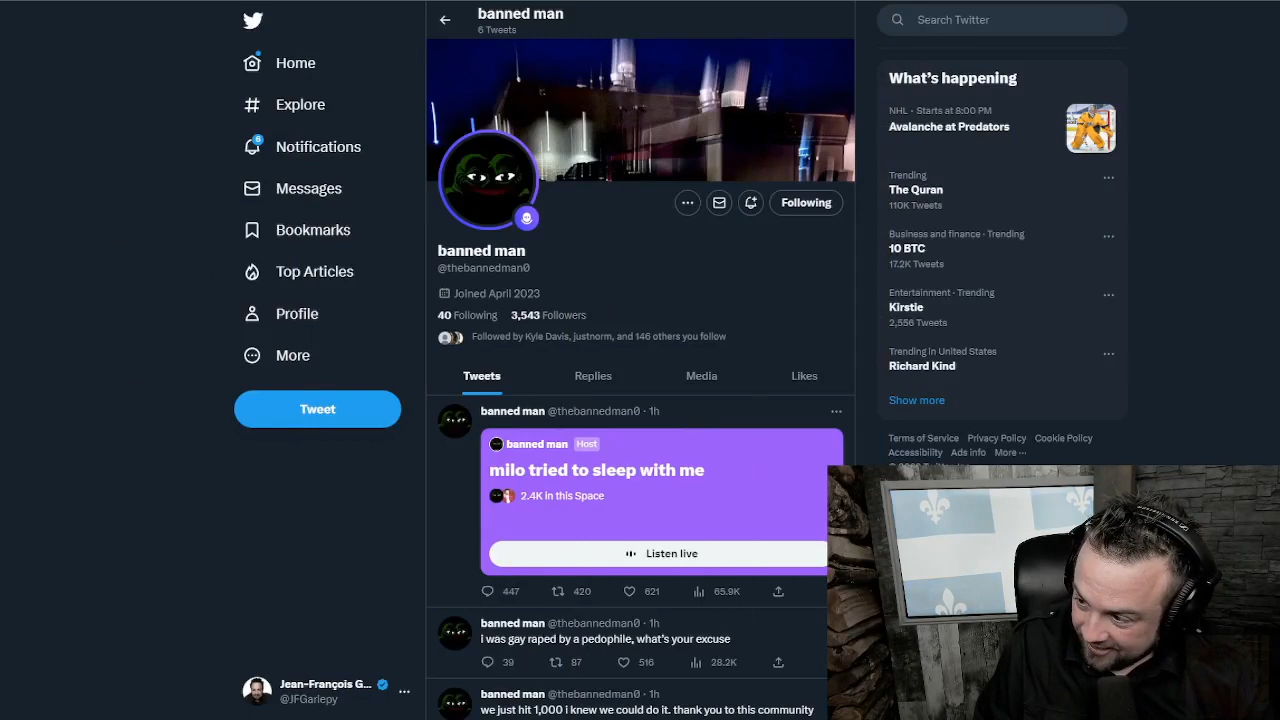 banned man
6 Tweets
Search Twitter
Home
Explore
6
Notifications
Messages
Bookmarks
Top Articles
Profile
More
Tweet
Jean-François G...
@JFGariepy
Following
banned man
@thebannedman0
Joined April 2023
40 Following 3,543 Followers
Followed by Kyle Davis, justnorm, and 146 others you follow
Tweets
Replies
Media
Likes
banned man @thebannedman0 · 1h
banned man Host
milo tried to sleep with me
2.4K in this Space
Listen live
447
420
621
65.9K
banned man @thebannedman0 · 1h
i was gay raped by a pedophile, what's your excuse
39
87
516
28.2K
banned man @thebannedman0 · 1h
we just hit 1,000 i knew we could do it. thank you to this community
What's happening
NHL · Starts at 8:00 PM
Avalanche at Predators
Trending
The Quran
110K Tweets
Business and finance · Trending
10 BTC
17.2K Tweets
Entertainment · Trending
Kirstie
2,556 Tweets
Trending in United States
Richard Kind
Show more
Terms of Service Privacy Policy Cookie Policy
Accessibility Ads info More ···